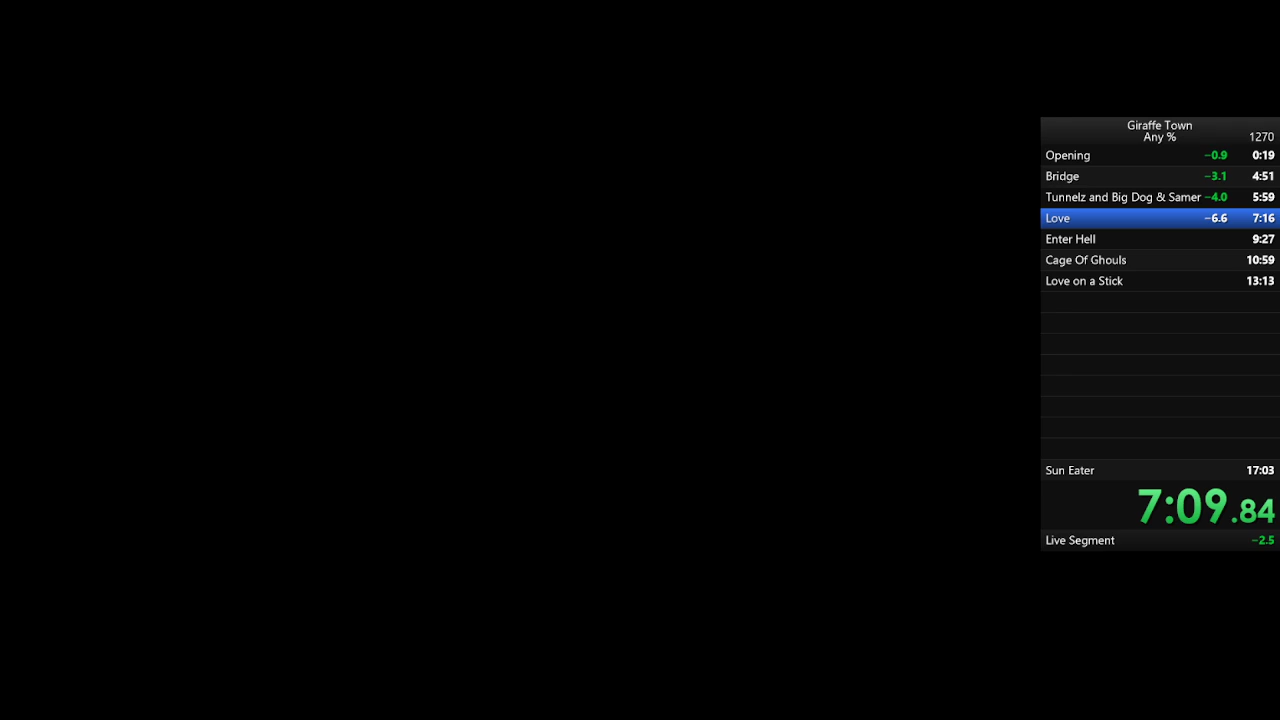 Giraffe Town
Any % 1270
Opening −0.9 0:19
Bridge −3.1 4:51
Tunnelz and Big Dog & Samer −4.0 5:59
Love −6.6 7:16
Enter Hell 9:27
Cage Of Ghouls 10:59
Love on a Stick 13:13
Sun Eater 17:03
7:09.84
Live Segment −2.5